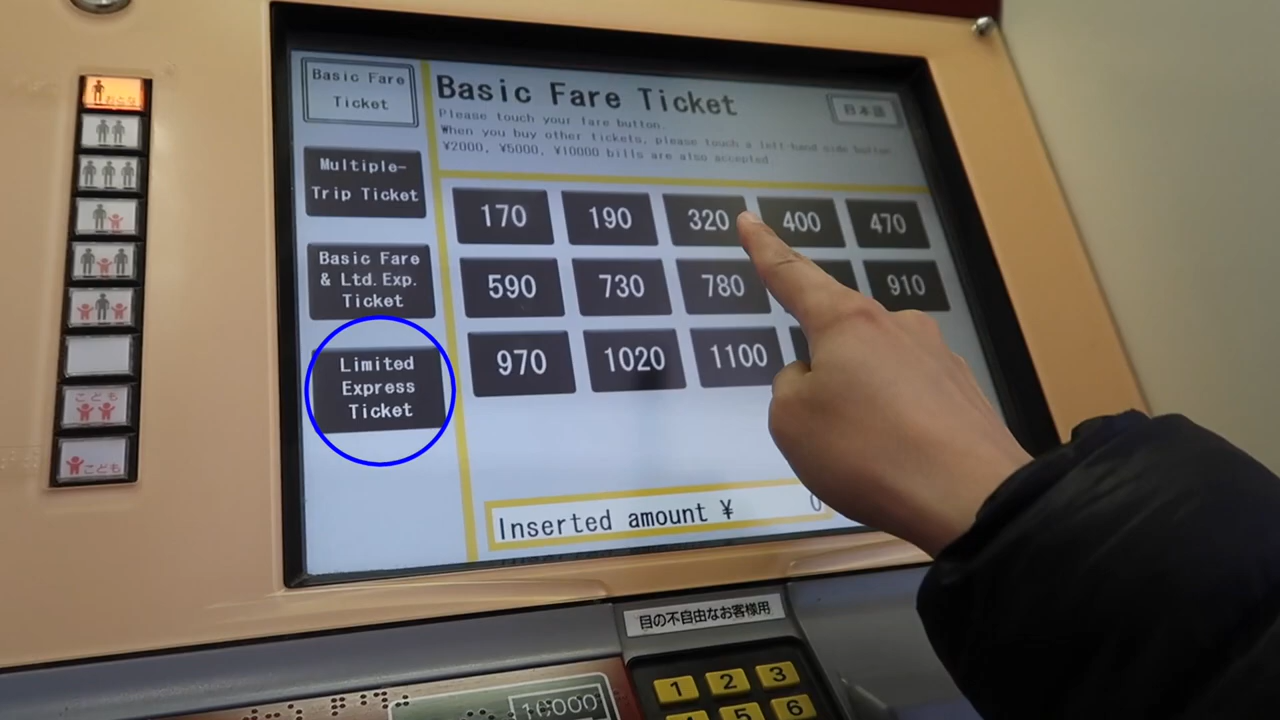 Basic Fare
Ticket
Multiple-
Trip Ticket
Basic Fare
& Ltd. Exp.
Ticket
Limited
Express
Ticket
Basic Fare Ticket
日本語
Please touch your fare button.
When you buy other tickets, please touch a left hand side button.
¥2000, ¥5000, ¥10000 bills are also accepted.
170 190 320 400 470
590 730 780 910
970 1020 1100
Inserted amount ¥ 0
おとな
こども
こども
目の不自由なお客様用
10000
1 2 3
5 6